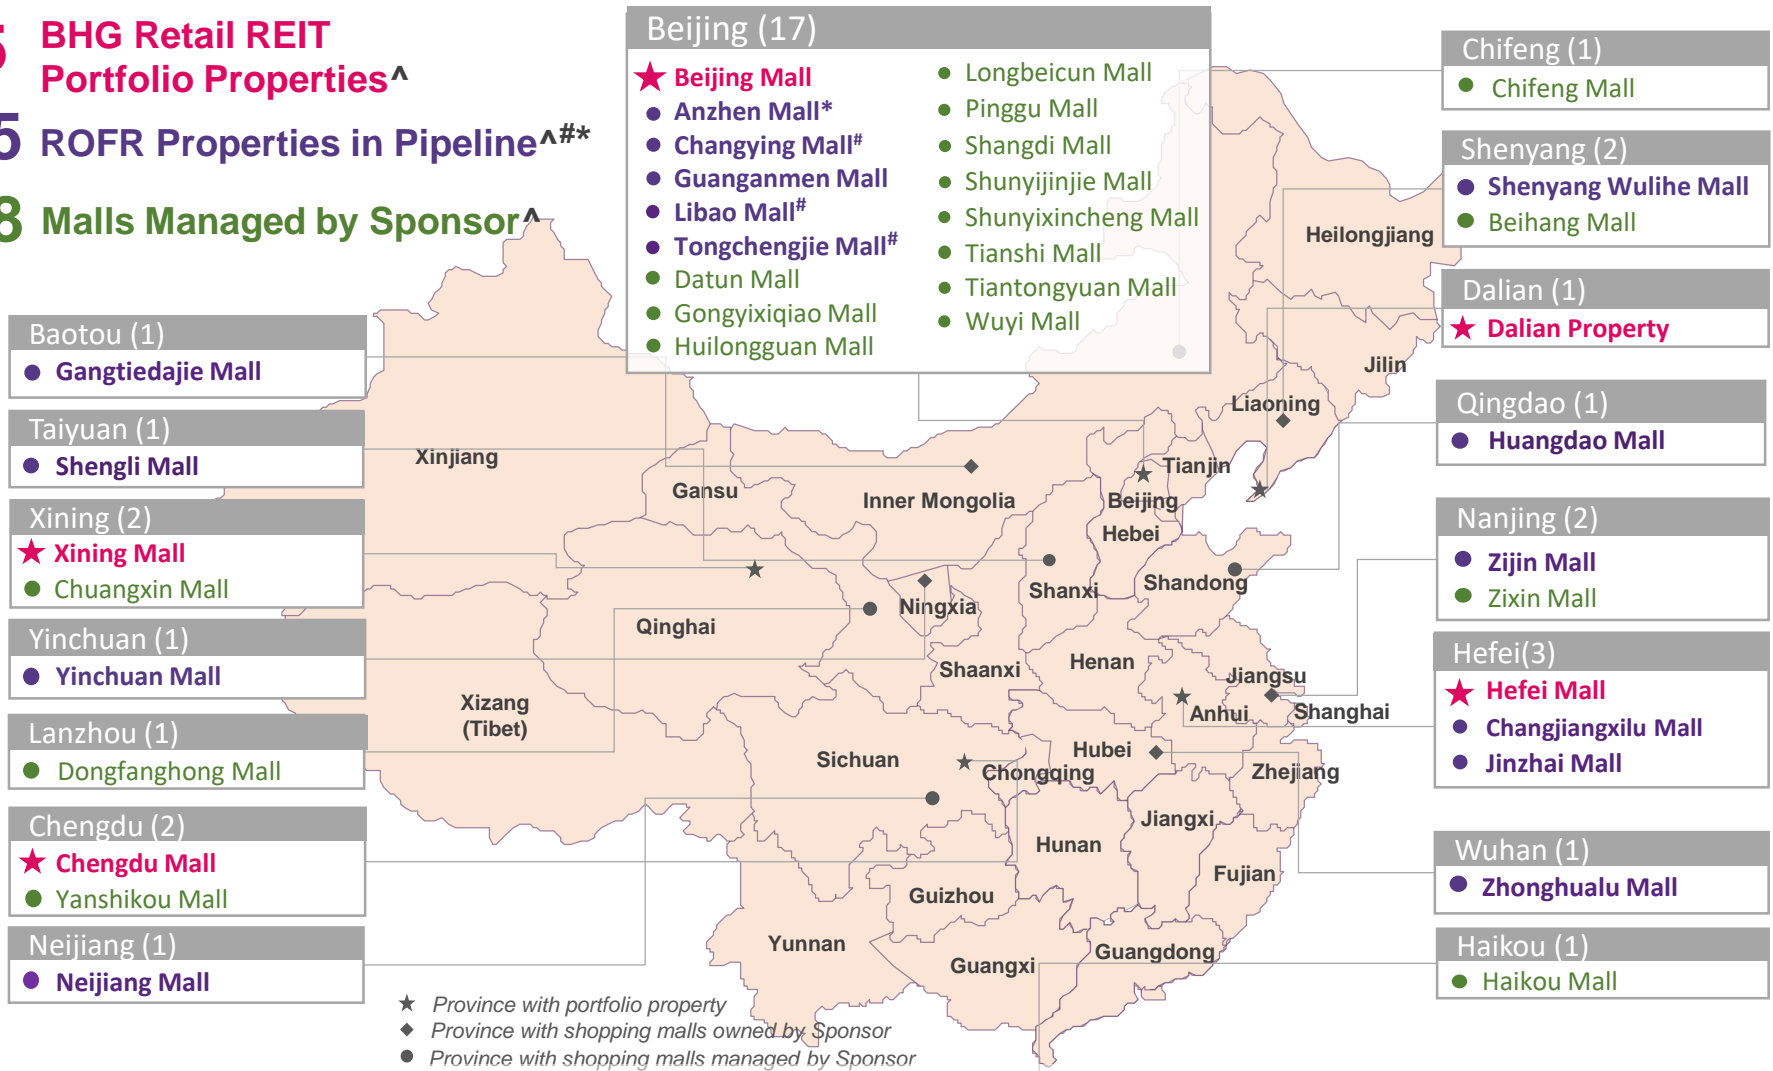 5 BHG Retail REIT
Portfolio Properties^
5 ROFR Properties in Pipeline^#*
8 Malls Managed by Sponsor^
Beijing (17)
Beijing Mall
Anzhen Mall*
Changying Mall#
Guanganmen Mall
Libao Mall#
Tongchengjie Mall#
Datun Mall
Gongyixiqiao Mall
Huilongguan Mall
Longbeicun Mall
Pinggu Mall
Shangdi Mall
Shunyijinjie Mall
Shunyixincheng Mall
Tianshi Mall
Tiantongyuan Mall
Wuyi Mall
Chifeng (1)
Chifeng Mall
Shenyang (2)
Shenyang Wulihe Mall
Beihang Mall
Dalian (1)
Dalian Property
Qingdao (1)
Huangdao Mall
Nanjing (2)
Zijin Mall
Zixin Mall
Hefei(3)
Hefei Mall
Changjiangxilu Mall
Jinzhai Mall
Wuhan (1)
Zhonghualu Mall
Haikou (1)
Haikou Mall
Baotou (1)
Gangtiedajie Mall
Taiyuan (1)
Shengli Mall
Xining (2)
Xining Mall
Chuangxin Mall
Yinchuan (1)
Yinchuan Mall
Lanzhou (1)
Dongfanghong Mall
Chengdu (2)
Chengdu Mall
Yanshikou Mall
Neijiang (1)
Neijiang Mall
Heilongjiang
Jilin
Liaoning
Xinjiang
Gansu
Inner Mongolia
Tianjin
Beijing
Hebei
Shanxi
Shandong
Ningxia
Qinghai
Shaanxi
Henan
Jiangsu
Xizang
(Tibet)
Anhui
Shanghai
Sichuan
Chongqing
Hubei
Zhejiang
Jiangxi
Hunan
Fujian
Guizhou
Yunnan
Guangxi
Guangdong
Province with portfolio property
Province with shopping malls owned by Sponsor
Province with shopping malls managed by Sponsor